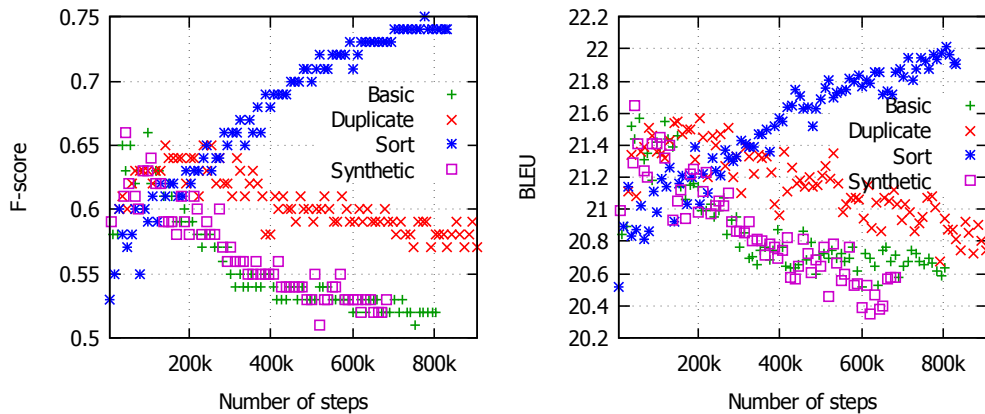 0.75
0.7
0.65
0.6
0.55
0.5
F-score
Basic
Duplicate
Sort
Synthetic
200k 400k 600k 800k
Number of steps
22.2
22
21.8
21.6
21.4
21.2
21
20.8
20.6
20.4
20.2
BLEU
Basic
Duplicate
Sort
Synthetic
200k 400k 600k 800k
Number of steps